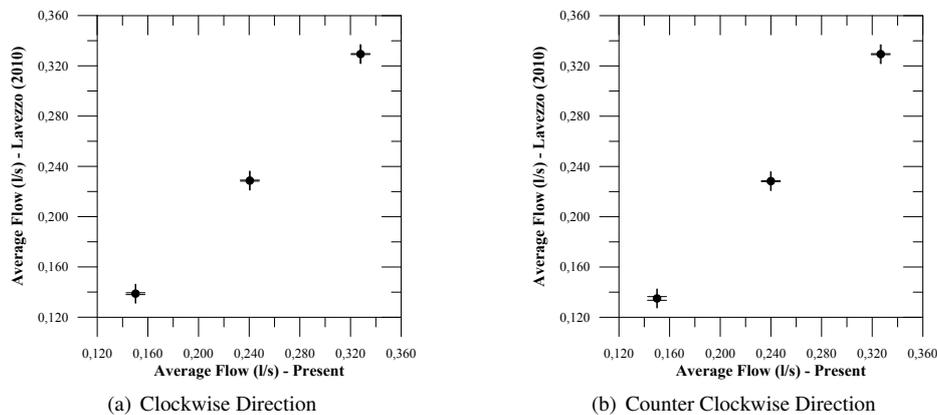 0,360
0,320
0,280
0,240
0,200
0,160
0,120
Average Flow (l/s) - Lavezzo (2010)
0,120 0,160 0,200 0,240 0,280 0,320 0,360
Average Flow (l/s) - Present
(a) Clockwise Direction
0,360
0,320
0,280
0,240
0,200
0,160
0,120
Average Flow (l/s) - Lavezzo (2010)
0,120 0,160 0,200 0,240 0,280 0,320 0,360
Average Flow (l/s) - Present
(b) Counter Clockwise Direction